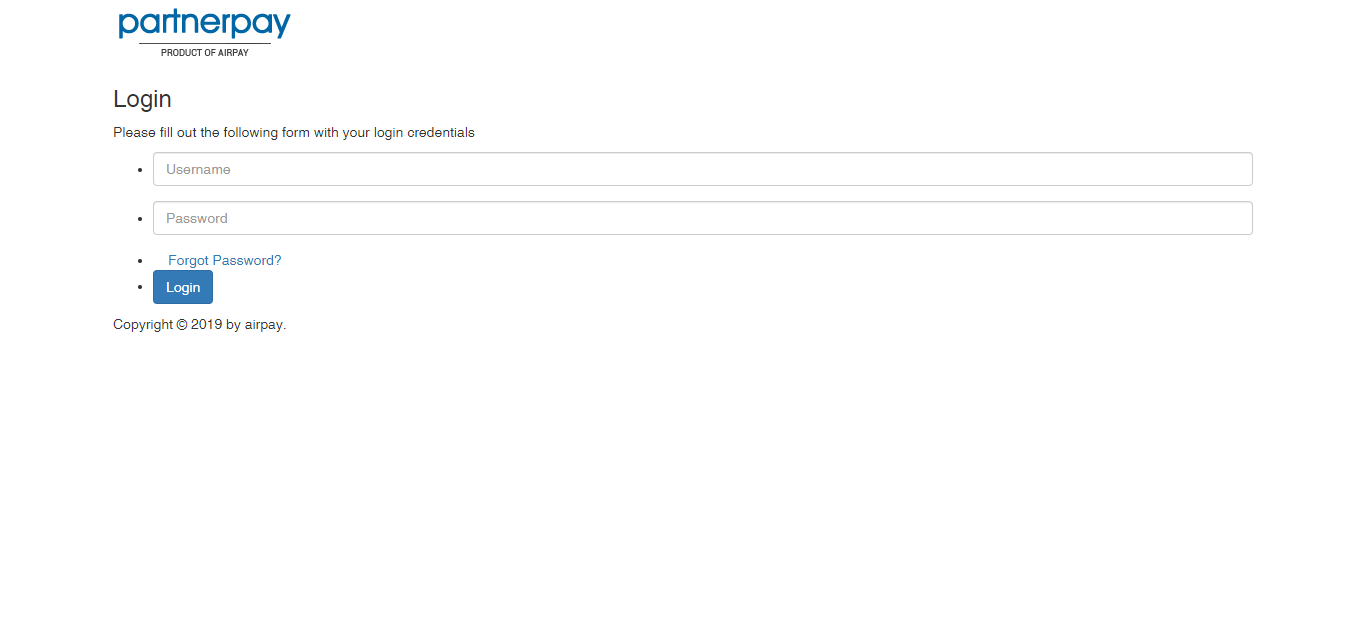 partnerpay
PRODUCT OF AIRPAY
Login
Please fill out the following form with your login credentials
Username
Password
Forgot Password?
Login
Copyright © 2019 by airpay.